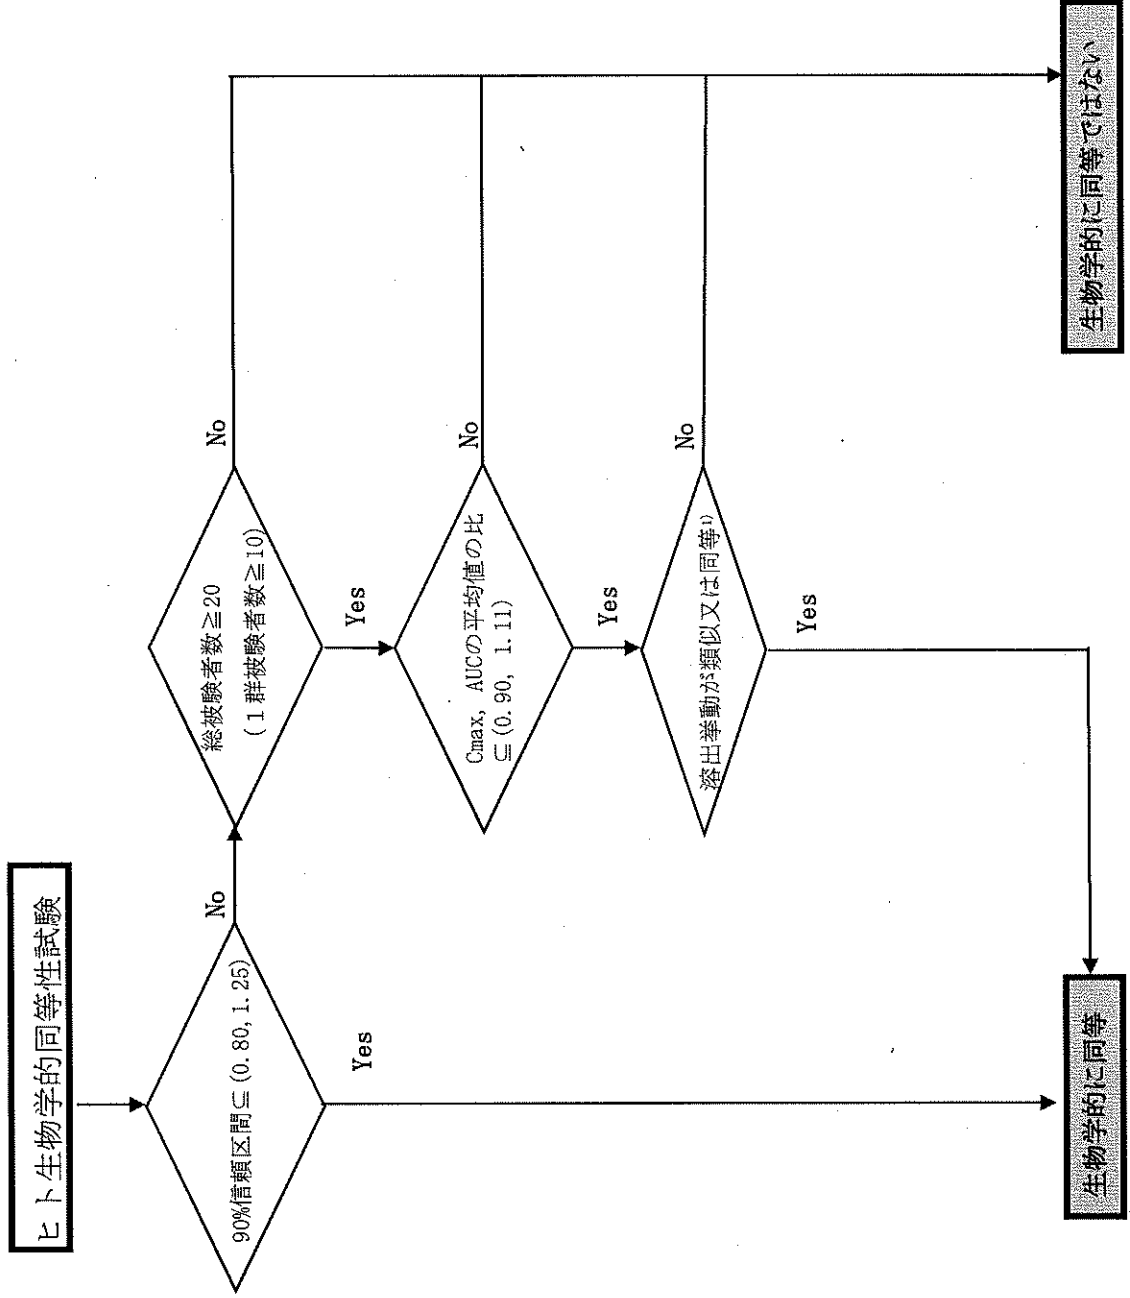 ヒト生物学的同等性試験
90%信頼区間⊆(0.80, 1.25)
No
Yes
総被験者数≧20
(1群被験者数≧10)
No
Yes
Cmax, AUCの平均値の比
⊆(0.90, 1.11)
No
Yes
溶出挙動が類似又は同等1)
No
Yes
生物学的に同等
生物学的に同等ではない